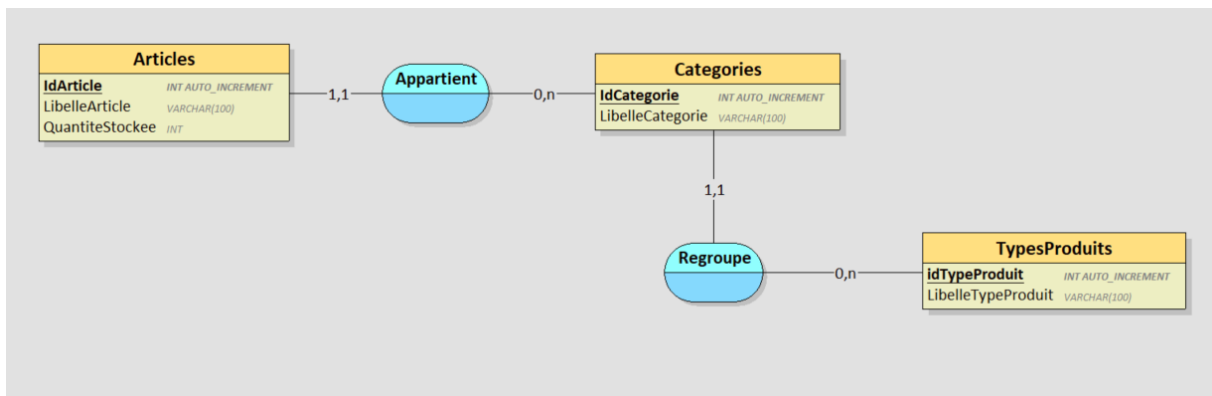 Articles
IdArticle INT AUTO_INCREMENT
LibelleArticle VARCHAR(100)
QuantiteStockee INT
1,1
Appartient
0,n
Categories
IdCategorie INT AUTO_INCREMENT
LibelleCategorie VARCHAR(100)
1,1
Regroupe
0,n
TypesProduits
idTypeProduit INT AUTO_INCREMENT
LibelleTypeProduit VARCHAR(100)